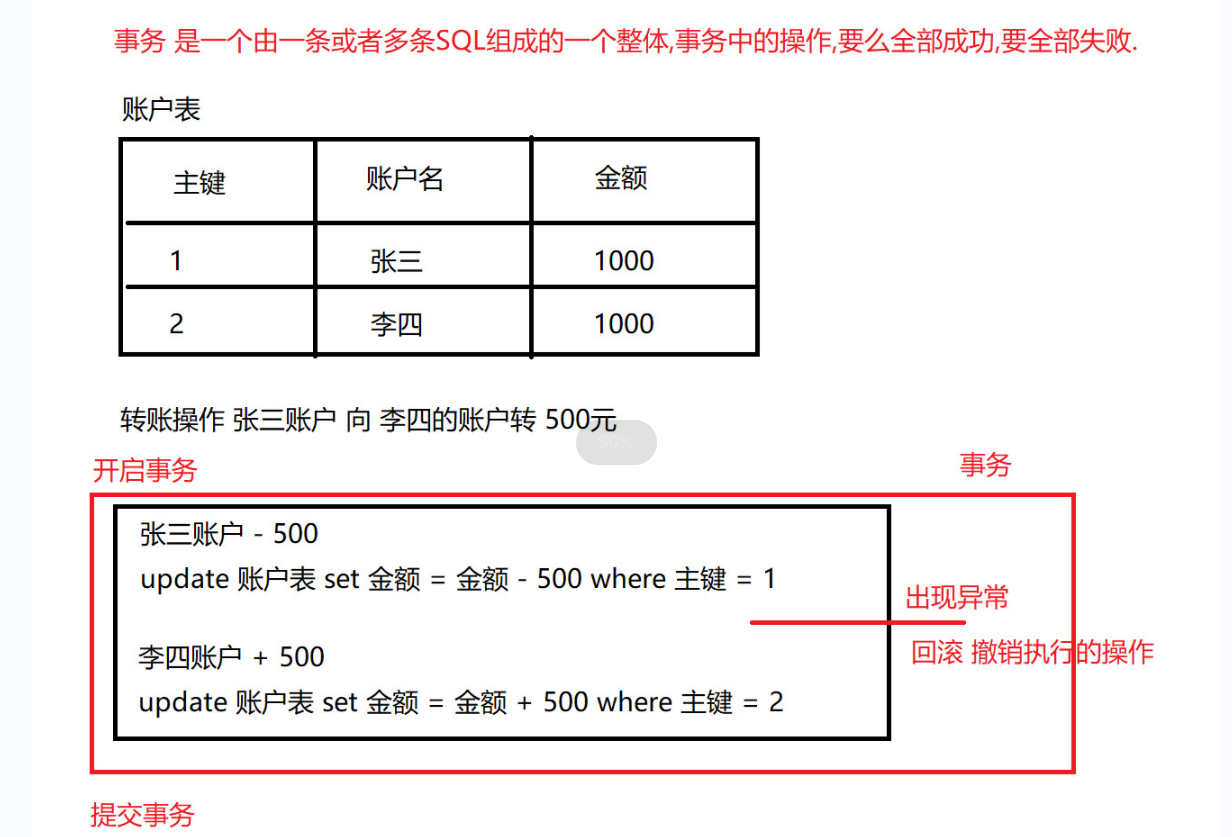 事务 是一个由一条或者多条SQL组成的一个整体,事务中的操作,要么全部成功,要全部失败.
账户表
主键 账户名 金额
1 张三 1000
2 李四 1000
转账操作 张三账户 向 李四的账户转 500元
90%
开启事务
事务
张三账户 - 500
update 账户表 set 金额 = 金额 - 500 where 主键 = 1
出现异常
回滚 撤销执行的操作
李四账户 + 500
update 账户表 set 金额 = 金额 + 500 where 主键 = 2
提交事务